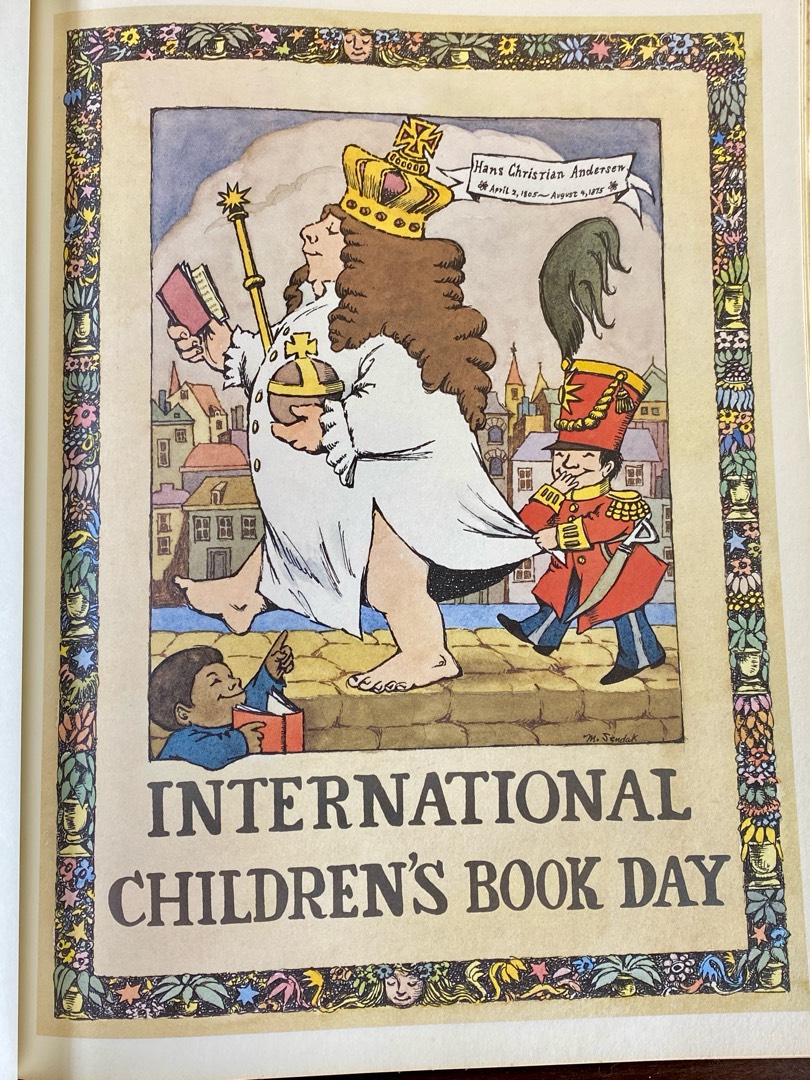 Hans Christian Andersen
April 2, 1805~August 4, 1875
M. Sendak
INTERNATIONAL
CHILDREN'S BOOK DAY